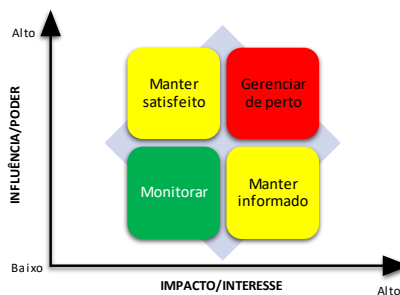 Alto
Manter
satisfeito
Gerenciar
de perto
INFLUÊNCIA/PODER
Monitorar
Manter
informado
Baixo
IMPACTO/INTERESSE
Alto